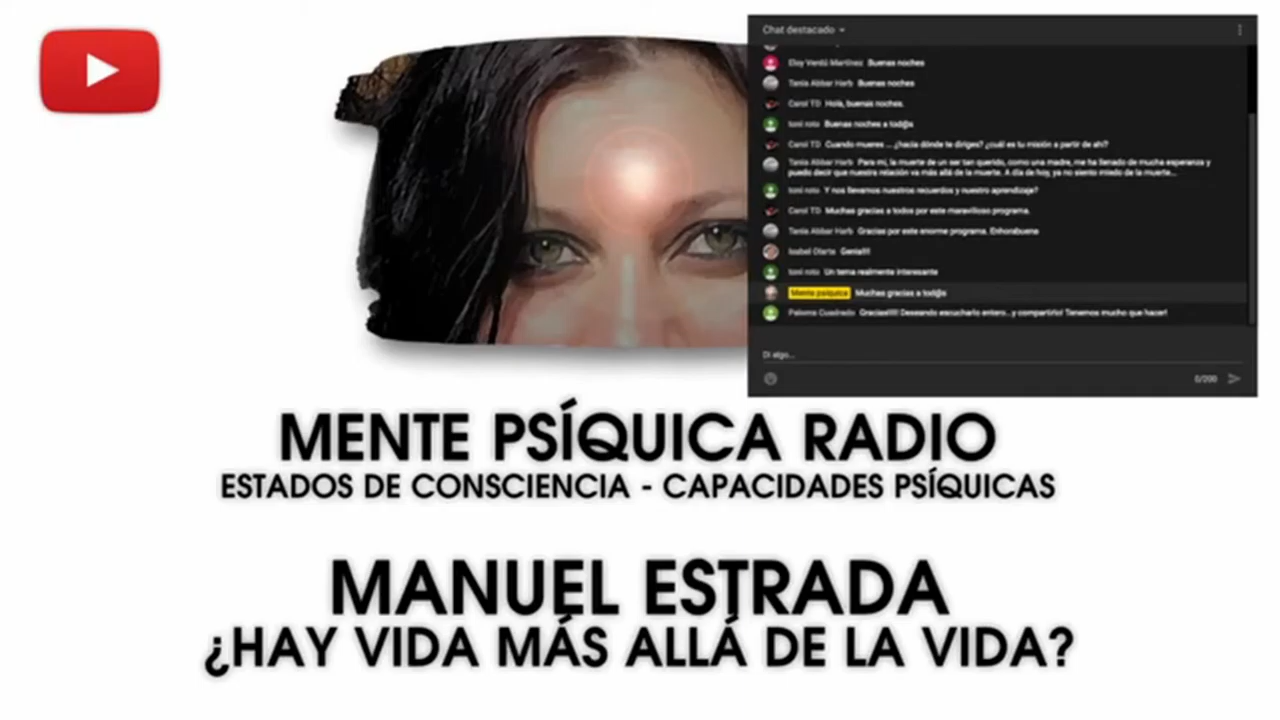 Chat destacado
Eloy Verdú Martínez Buenas noches
Tania Abbar Harb Buenas noches
Carol TD Hola, buenas noches.
toni roto Buenas noches a tod@s
Carol TD Cuando mueres ... ¿hacia dónde te diriges? ¿cuál es tu misión a partir de ahí?
Tania Abbar Harb Para mi, la muerte de un ser tan querido, como una madre, me ha llenado de mucha esperanza y
puedo decir que nuestra relación va más allá de la muerte. A día de hoy, ya no siento miedo de la muerte...
toni roto Y nos llevamos nuestros recuerdos y nuestro aprendizaje?
Carol TD Muchas gracias a todos por este maravilloso programa.
Tania Abbar Harb Gracias por este enorme programa. Enhorabuena
Isabel Olarte Genial!!!
toni roto Un tema realmente interesante
Mente psíquica Muchas gracias a tod@s
Paloma Cuadrado Gracias!!!!! Deseando escucharlo entero...y compartirlo! Tenemos mucho que hacer!
Di algo...
0/200
MENTE PSÍQUICA RADIO
ESTADOS DE CONSCIENCIA - CAPACIDADES PSÍQUICAS
MANUEL ESTRADA
¿HAY VIDA MÁS ALLÁ DE LA VIDA?